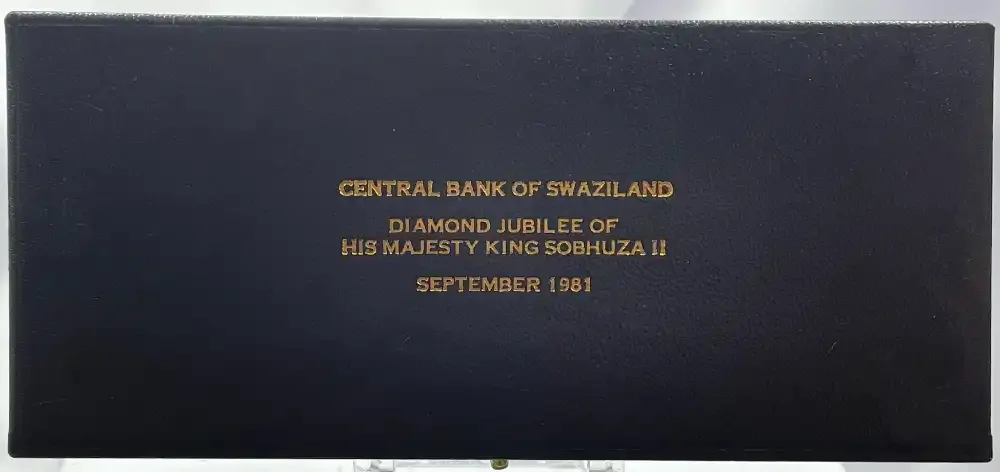 CENTRAL BANK OF SWAZILAND
DIAMOND JUBILEE OF
HIS MAJESTY KING SOBHUZA II
SEPTEMBER 1981